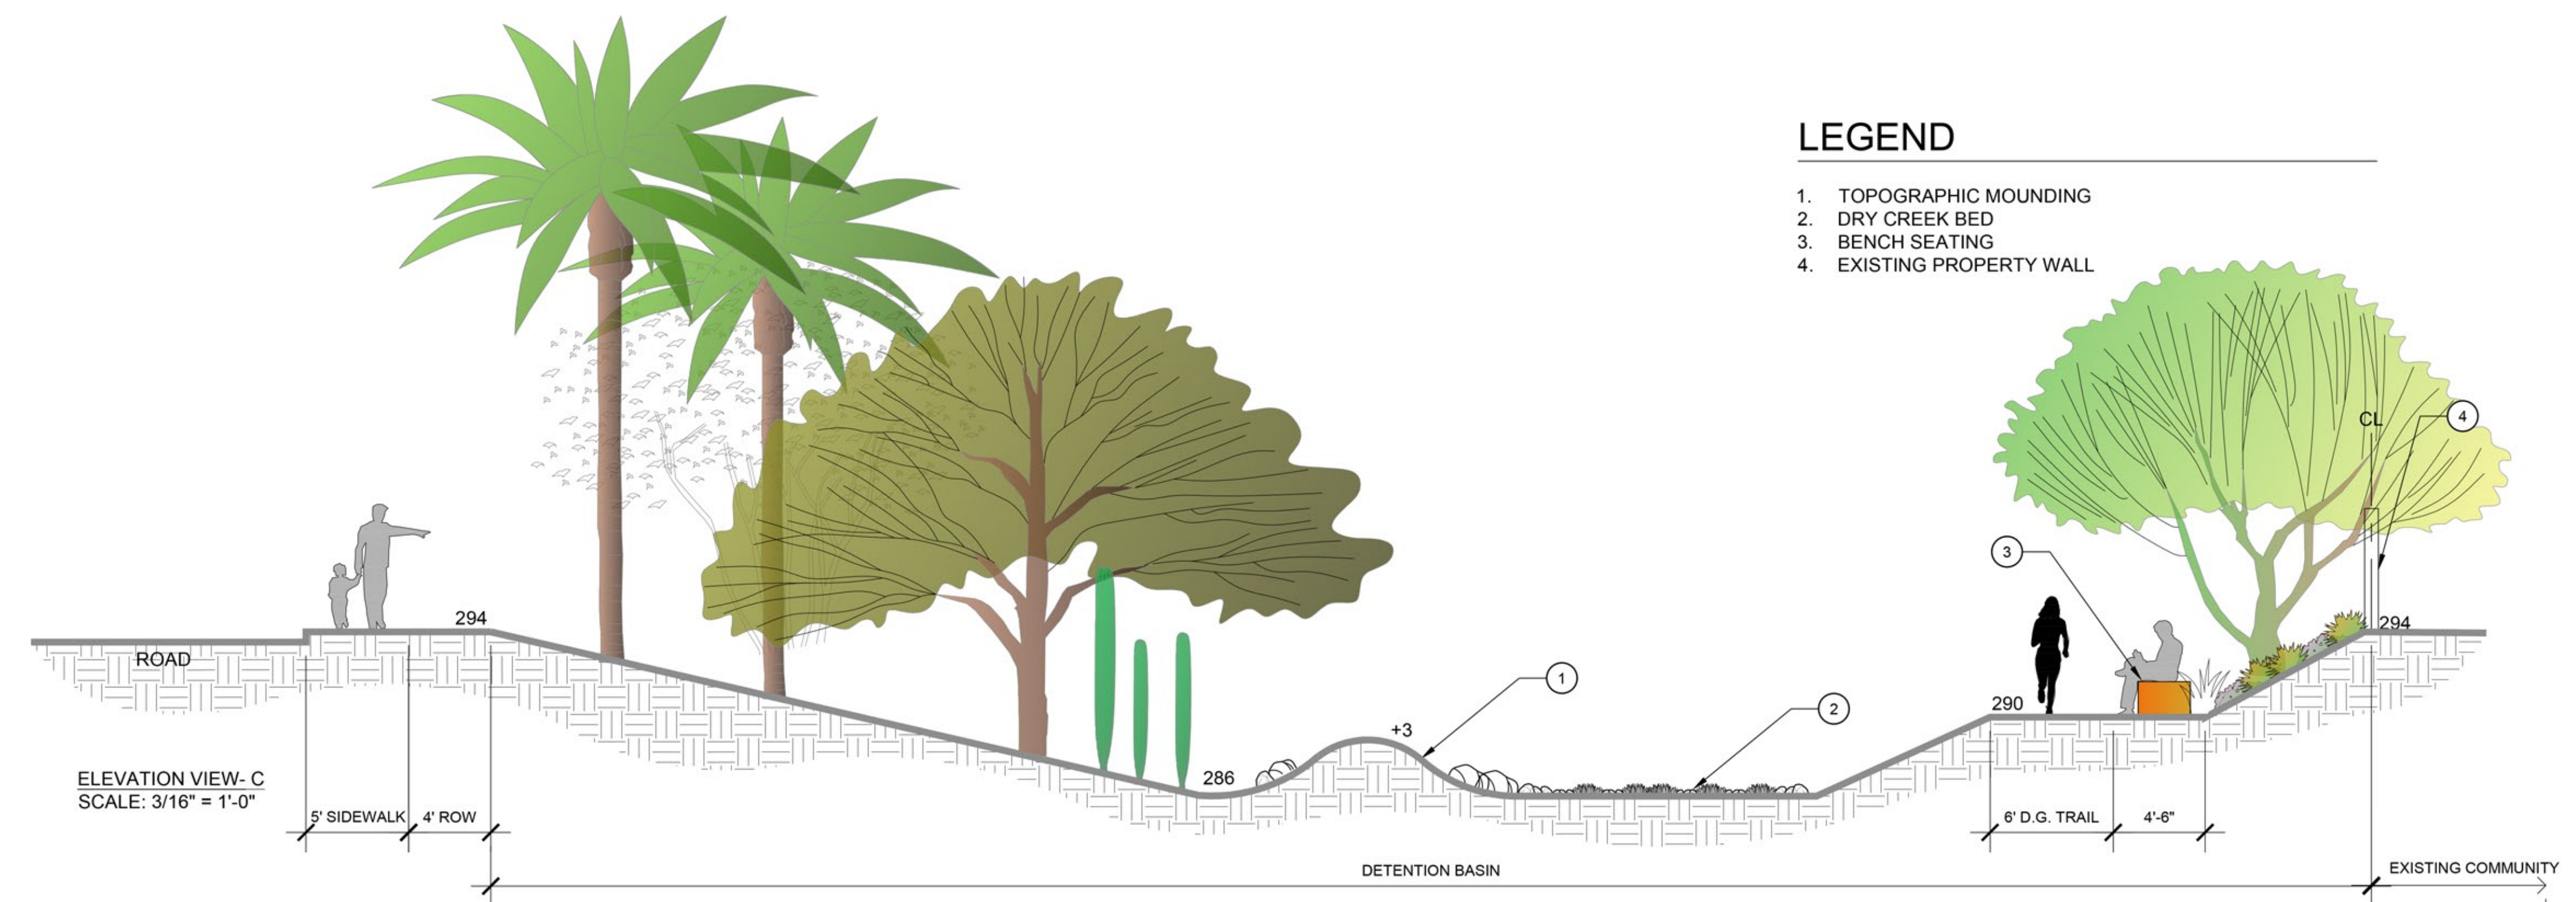 LEGEND
1. TOPOGRAPHIC MOUNDING
2. DRY CREEK BED
3. BENCH SEATING
4. EXISTING PROPERTY WALL
CL
4
3
294
294
ROAD
1
290
2
+3
286
ELEVATION VIEW- C
SCALE: 3/16" = 1'-0"
5' SIDEWALK
4' ROW
6' D.G. TRAIL
4'-6"
DETENTION BASIN
EXISTING COMMUNITY